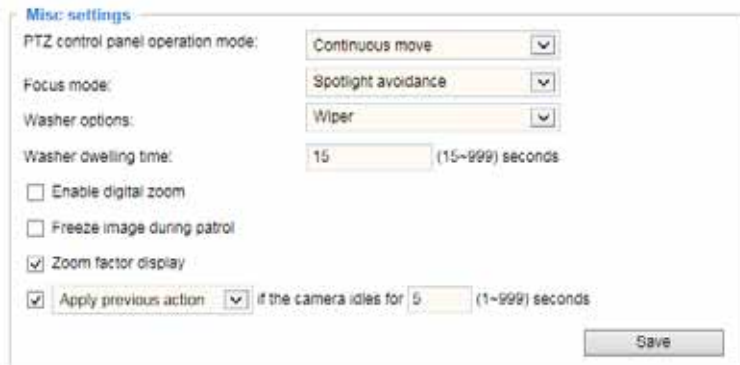 Misc settings
PTZ control panel operation mode: Continuous move
Focus mode: Spotlight avoidance
Washer options: Wiper
Washer dwelling time: 15 (15~999) seconds
Enable digital zoom
Freeze image during patrol
Zoom factor display
Apply previous action if the camera idles for 5 (1~999) seconds
Save